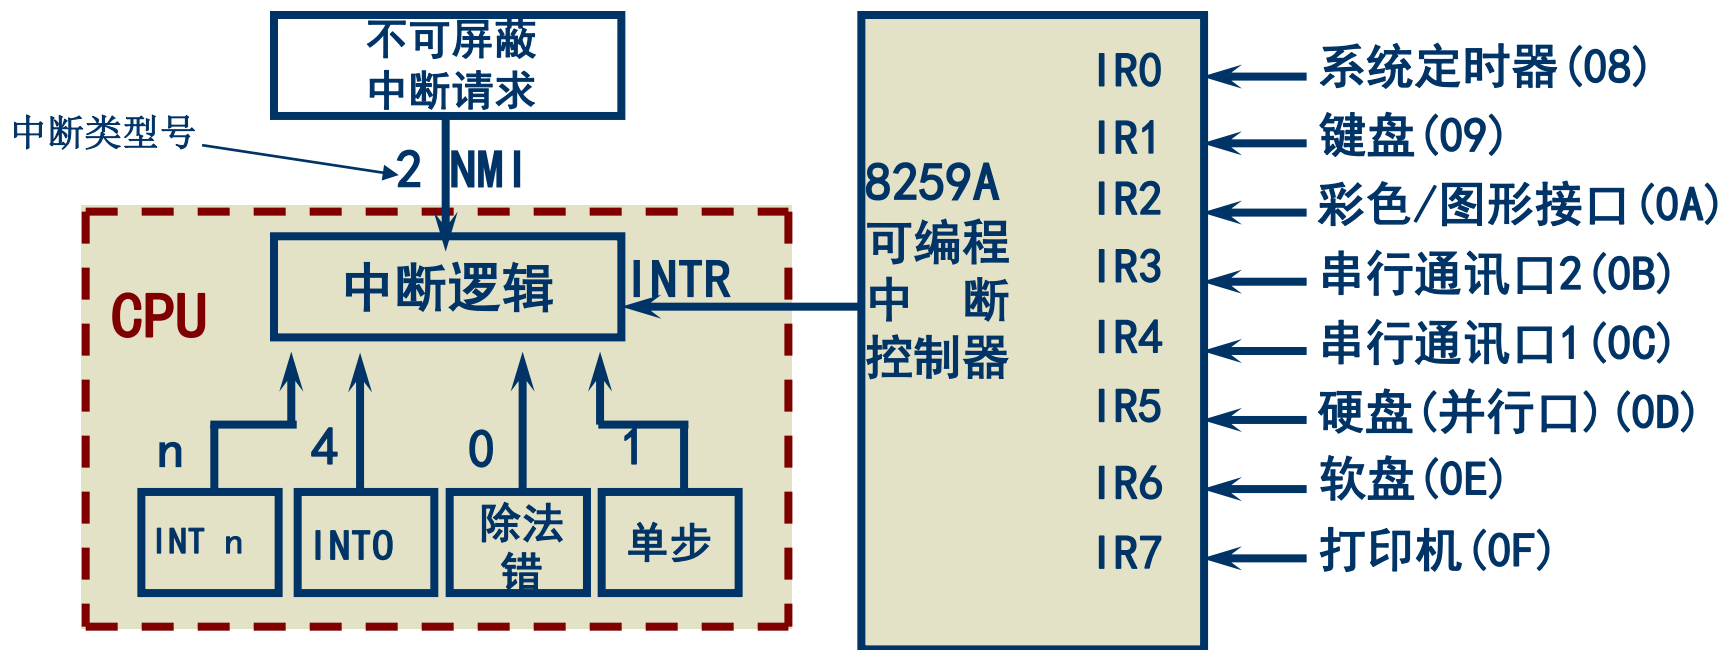 不可屏蔽
中断请求
中断类型号
2 NMI
中断逻辑
INTR
CPU
n
4
0
1
INT n
INTO
除法
错
单步
8259A
可编程
中 断
控制器
IR0 系统定时器(08)
IR1 键盘(09)
IR2 彩色/图形接口(0A)
IR3 串行通讯口2(0B)
IR4 串行通讯口1(0C)
IR5 硬盘(并行口)(0D)
IR6 软盘(0E)
IR7 打印机(0F)